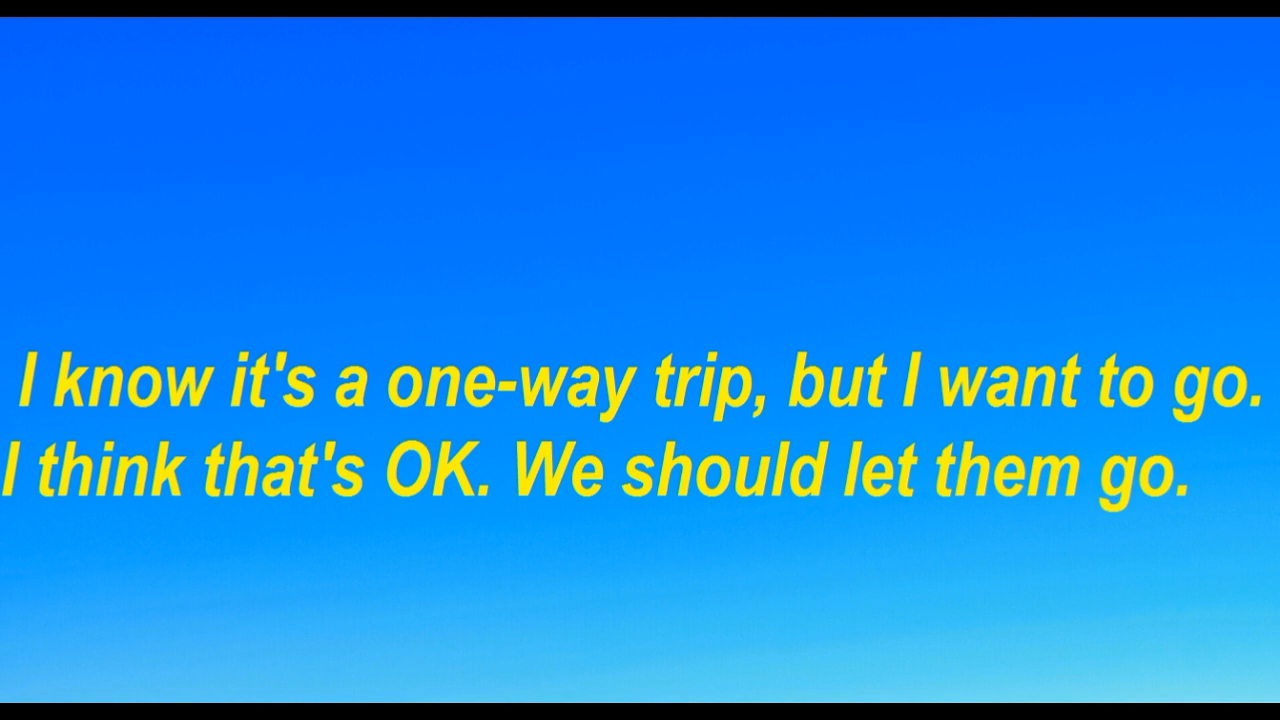 I know it's a one-way trip, but I want to go.
I think that's OK. We should let them go.